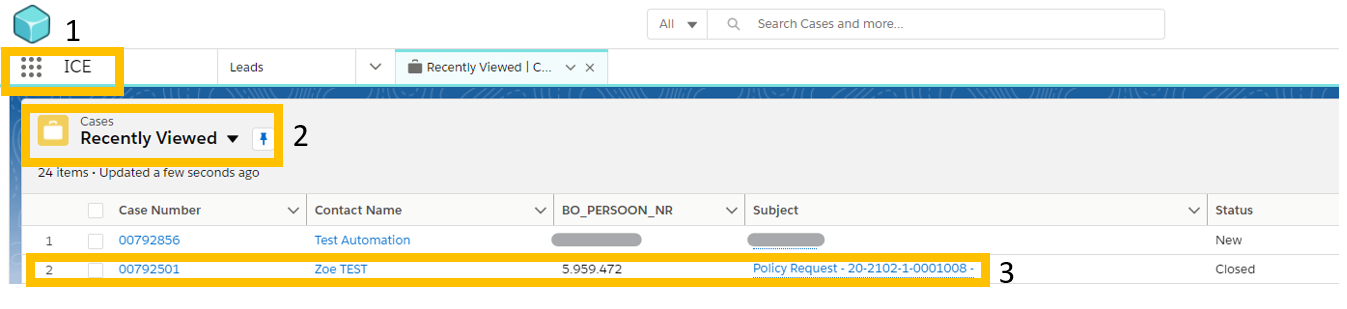 1
All Search Cases and more...
ICE Leads Recently Viewed | C...
Cases
Recently Viewed
2
24 items • Updated a few seconds ago
Case Number Contact Name BO_PERSOON_NR Subject Status
1 00792856 Test Automation New
2 00792501 Zoe TEST 5.959.472 Policy Request - 20-2102-1-0001008 - Closed
3